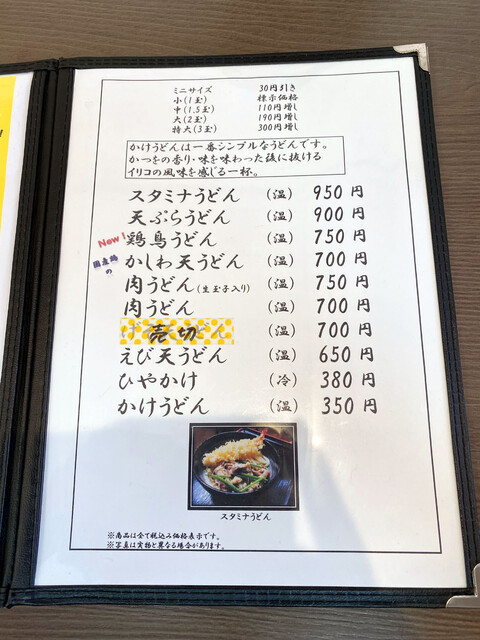 ミニサイズ 30円引き
小(1玉) 標示価格
中(1.5玉) 110円増し
大(2玉) 190円増し
特大(3玉) 300円増し
かけうどんは一番シンプルなうどんです。
かつをの香り・味を味わった後に抜ける
イリコの風味を感じる一杯。
スタミナうどん (温) 950円
天ぷらうどん (温) 900円
New! 鶏鳥うどん (温) 750円
国産鶏の かしわ天うどん (温) 700円
肉うどん(生玉子入り) (温) 750円
肉うどん (温) 700円
売切 (温) 700円
えび天うどん (温) 650円
ひやかけ (冷) 380円
かけうどん (温) 350円
スタミナうどん
※商品は全て税込み価格表示です。
※写真は実物と異なる場合があります。